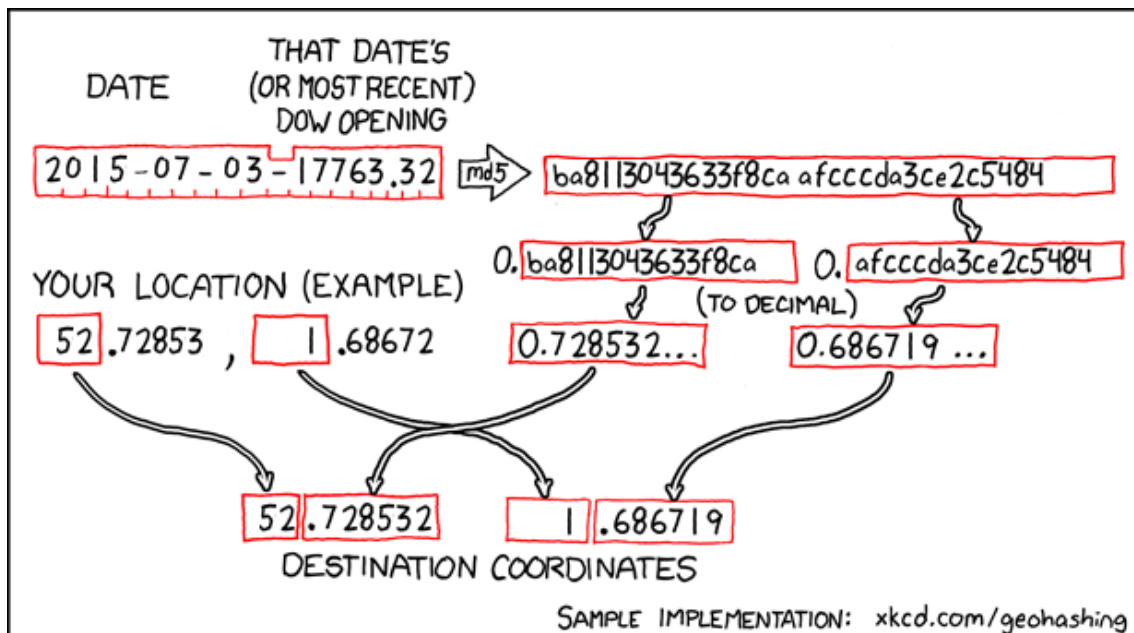 DATE
THAT DATE'S
(OR MOST RECENT)
DOW OPENING
2015-07-03-17763.32
md5
ba8113043633f8ca afcccda3ce2c5484
0. ba8113043633f8ca
0. afcccda3ce2c5484
YOUR LOCATION (EXAMPLE)
(TO DECIMAL)
52.72853, 1.68672
0.728532...
0.686719 ...
52.728532
1.686719
DESTINATION COORDINATES
SAMPLE IMPLEMENTATION: xkcd.com/geohashing